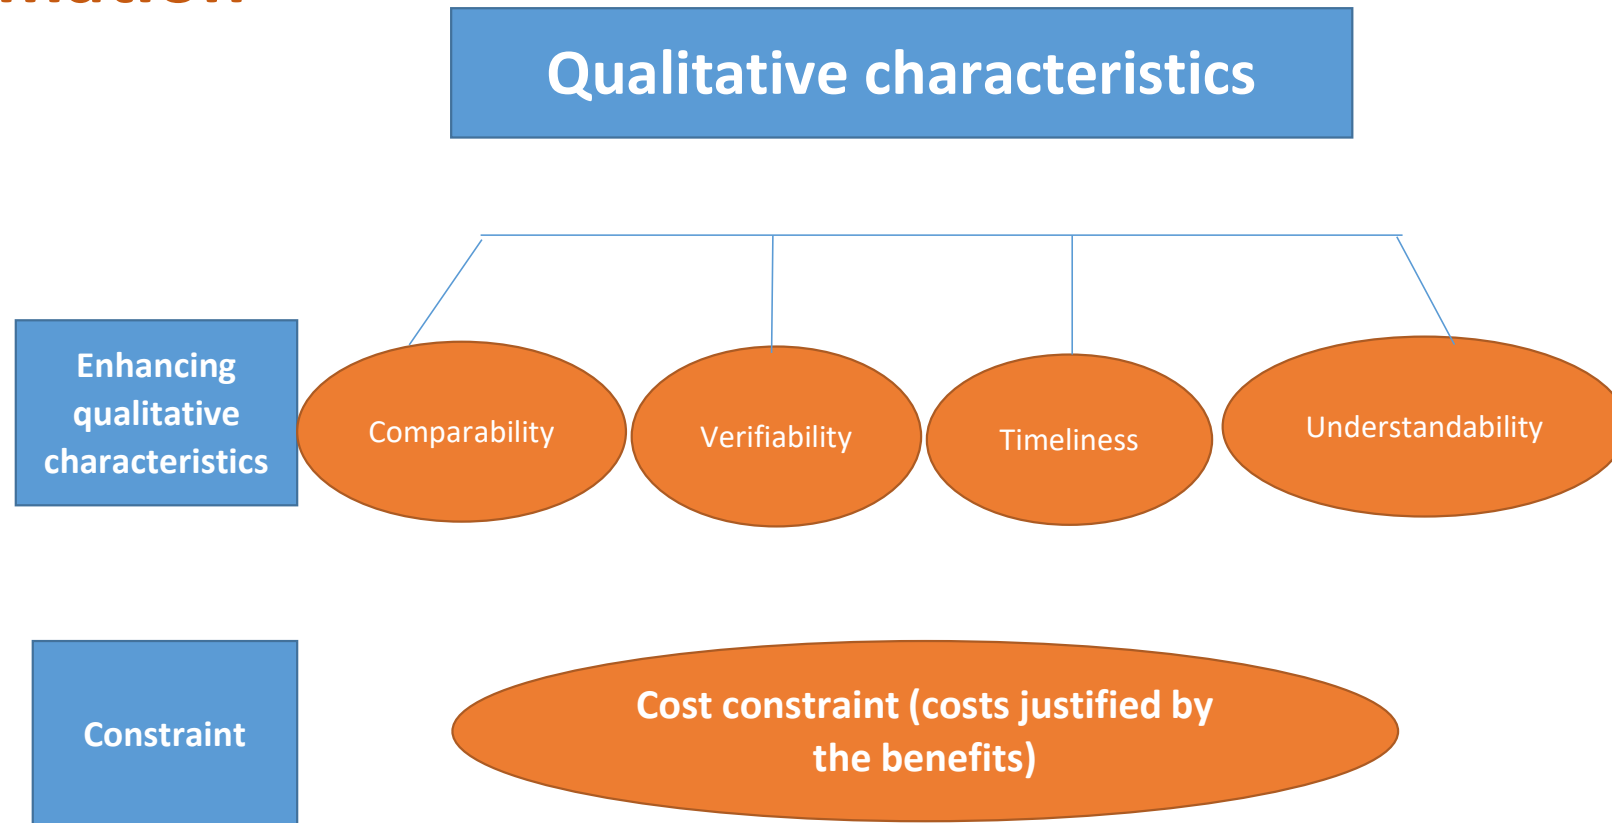 Qualitative characteristics
Enhancing
qualitative
characteristics
Comparability
Verifiability
Timeliness
Understandability
Constraint
Cost constraint (costs justified by
the benefits)